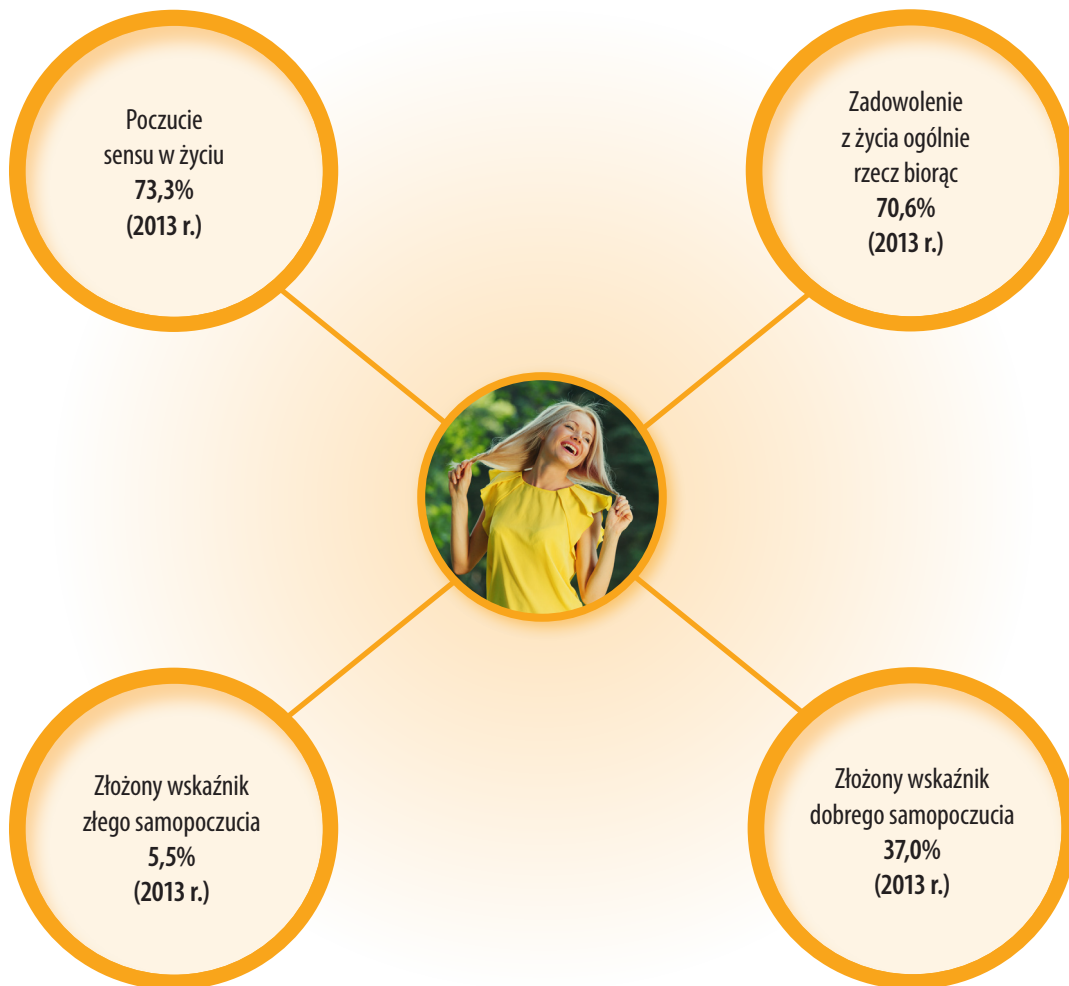 Poczucie
sensu w życiu
73,3%
(2013 r.)
Zadowolenie
z życia ogólnie
rzecz biorąc
70,6%
(2013 r.)
Złożony wskaźnik
złego samopoczucia
5,5%
(2013 r.)
Złożony wskaźnik
dobrego samopoczucia
37,0%
(2013 r.)